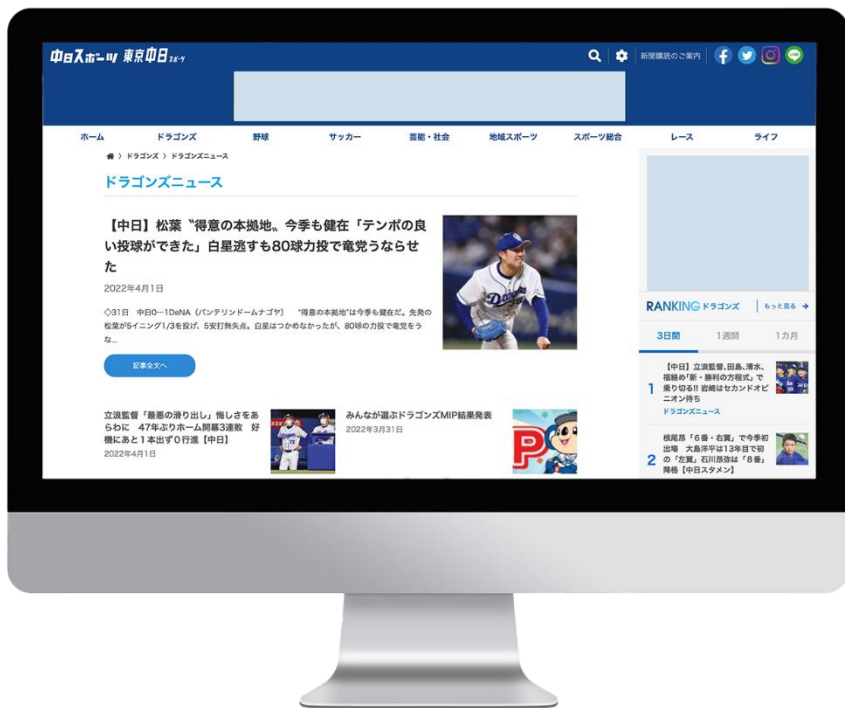 中日スポーツ 東京中日スポーツ
新聞購読のご案内
ホーム ドラゴンズ 野球 サッカー 芸能・社会 地域スポーツ スポーツ総合 レース ライフ
ドラゴンズ 〉 ドラゴンズニュース
ドラゴンズニュース
【中日】松葉〝得意の本拠地〟今季も健在「テンポの良
い投球ができた」白星逃すも80球力投で竜党うならせ
た
2022年4月1日
◇31日 中日0―1DeNA（バンテリンドームナゴヤ） “得意の本拠地”は今季も健在だ。先発の
松葉が5イニング1/3を投げ、5安打無失点。白星はつかめなかったが、80球の力投で竜党をう
な...
記事全文へ
立浪監督「最悪の滑り出し」悔しさをあ
らわに 47年ぶりホーム開幕3連敗 好
機にあと1本出ず0行進【中日】
2022年4月1日
みんなが選ぶドラゴンズMIP結果
発表
2022年3月31日
P.
Dragons
RANKING ドラゴンズ もっと見る →
3日間 1週間 1カ月
1
【中日】立浪監督、田島、清水、
福絡め「新・勝利の方程式」で
乗り切る!! 岩嵜はセカンドオピ
ニオン待ち
ドラゴンズニュース
2
根尾昂「6番・右翼」で今季初
出場 大島洋平は13年目で初
の「左翼」石川昂弥は「8番」
降格【中日スタメン】